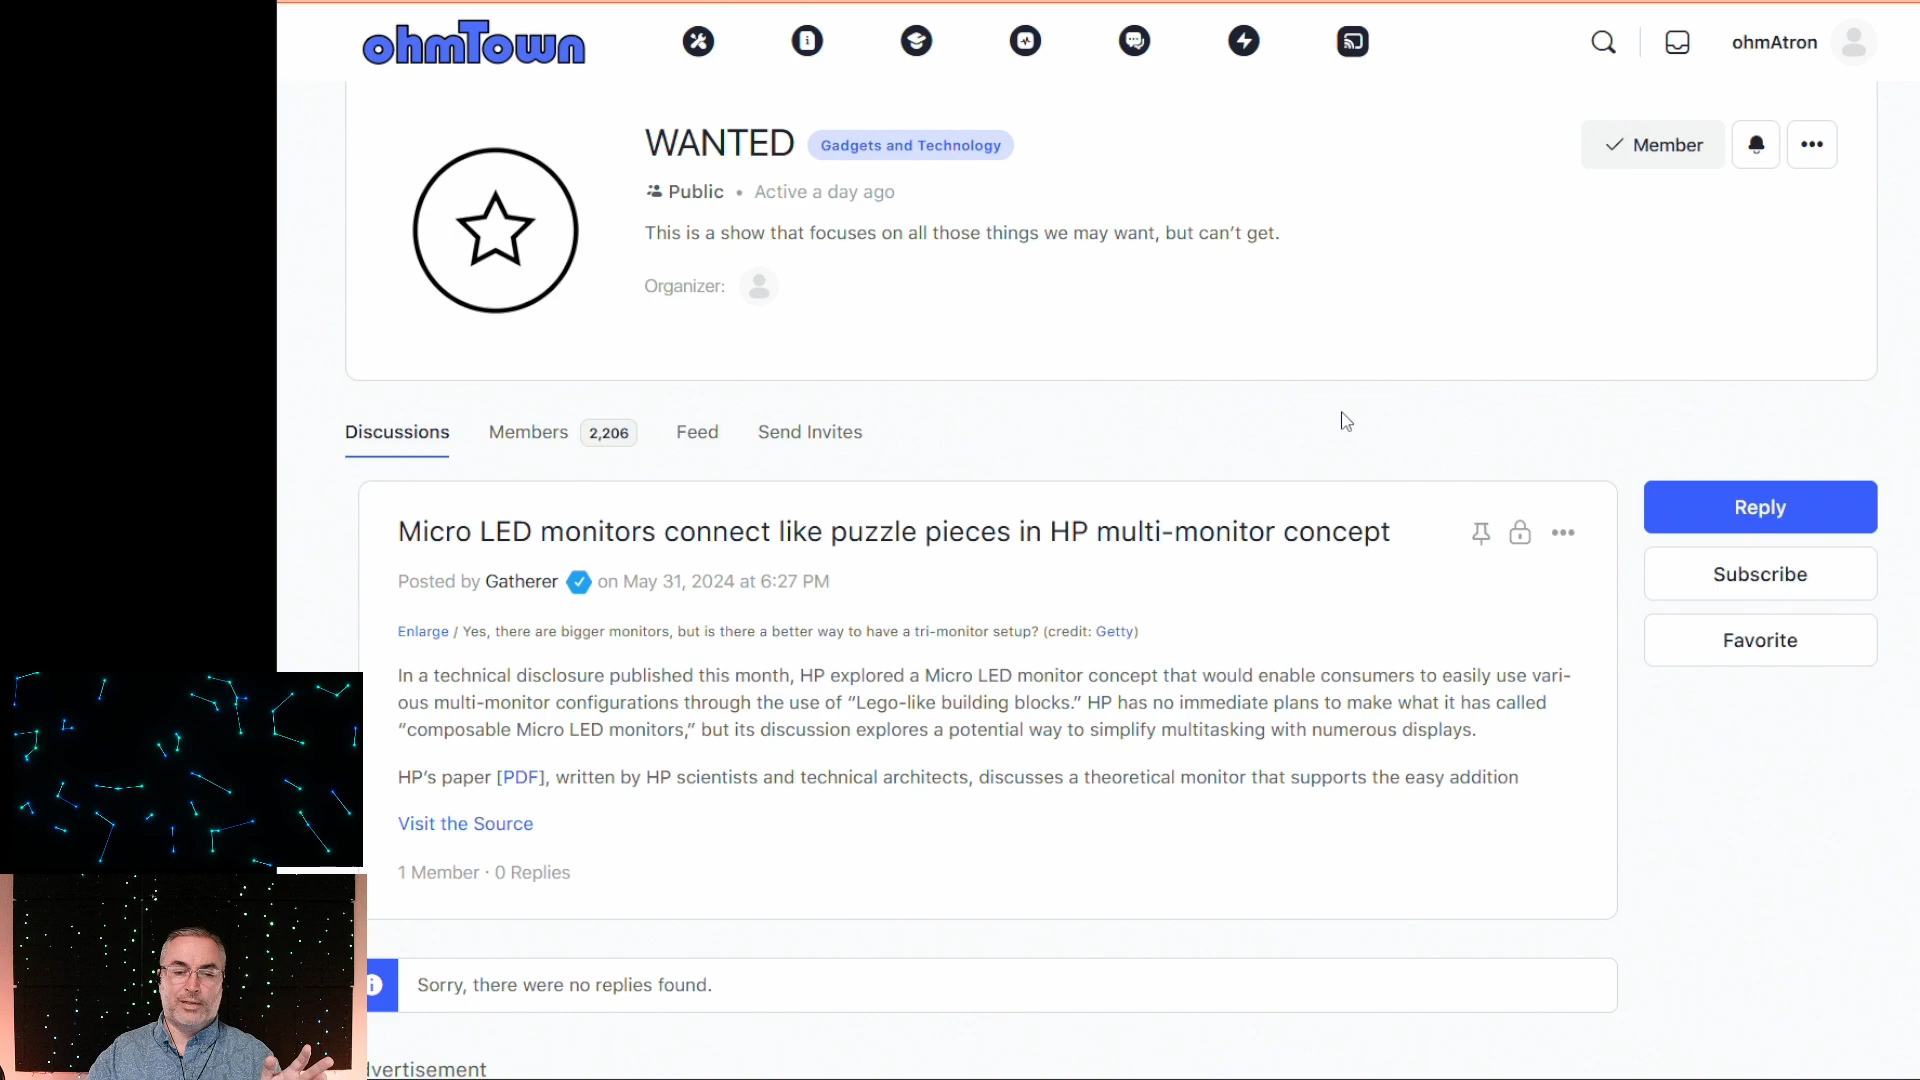 ohmTown
ohmAtron
WANTED
Gadgets and Technology
Member
Public • Active a day ago
This is a show that focuses on all those things we may want, but can’t get.
Organizer:
Discussions
Members 2,206
Feed
Send Invites
Micro LED monitors connect like puzzle pieces in HP multi-monitor concept
Posted by Gatherer on May 31, 2024 at 6:27 PM
Enlarge / Yes, there are bigger monitors, but is there a better way to have a tri-monitor setup? (credit: Getty)
In a technical disclosure published this month, HP explored a Micro LED monitor concept that would enable consumers to easily use vari-
ous multi-monitor configurations through the use of “Lego-like building blocks.” HP has no immediate plans to make what it has called
“composable Micro LED monitors,” but its discussion explores a potential way to simplify multitasking with numerous displays.
HP’s paper [PDF], written by HP scientists and technical architects, discusses a theoretical monitor that supports the easy addition
Visit the Source
1 Member · 0 Replies
Reply
Subscribe
Favorite
Sorry, there were no replies found.
dvertisement